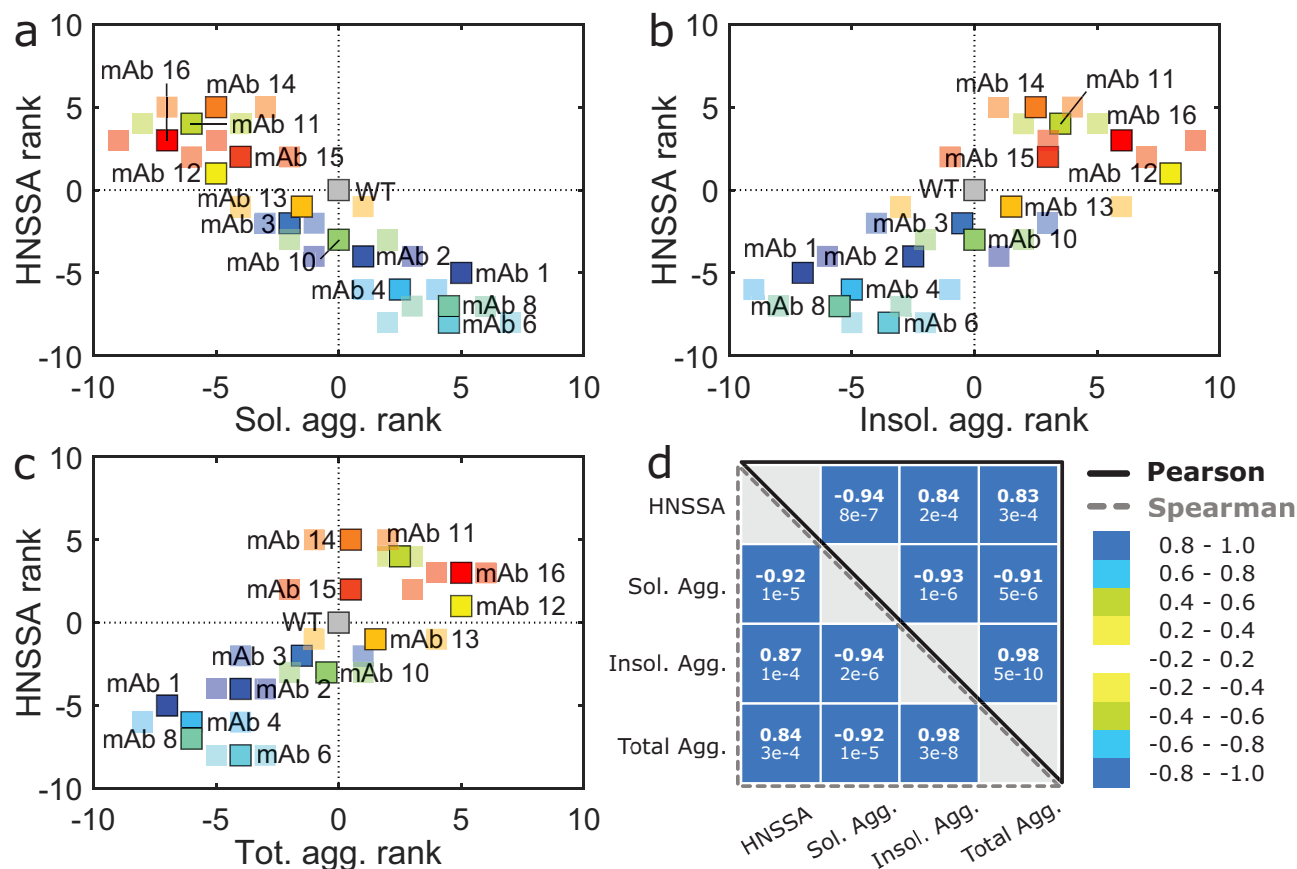 a
10
5
0
-5
-10
HNSSA rank
mAb 16
mAb 14
mAb 11
mAb 15
mAb 12
WT
mAb 13
mAb 3
mAb 10
mAb 2
mAb 1
mAb 4
mAb 8
mAb 6
-10 -5 0 5 10
Sol. agg. rank
b
10
5
0
-5
-10
HNSSA rank
mAb 14
mAb 11
mAb 16
mAb 15
mAb 12
WT
mAb 13
mAb 3
mAb 10
mAb 1
mAb 2
mAb 4
mAb 8
mAb 6
-10 -5 0 5 10
Insol. agg. rank
c
10
5
0
-5
-10
HNSSA rank
mAb 11
mAb 14
mAb 16
mAb 15
mAb 12
WT
mAb 13
mAb 3
mAb 10
mAb 1
mAb 2
mAb 4
mAb 8
mAb 6
-10 -5 0 5 10
Tot. agg. rank
d
HNSSA
-0.94 0.84 0.83
8e-7 2e-4 3e-4
Sol. Agg.
-0.92 -0.93 -0.91
1e-5 1e-6 5e-6
Insol. Agg.
0.87 -0.94 0.98
1e-4 2e-6 5e-10
Total Agg.
0.84 -0.92 0.98
3e-4 1e-5 3e-8
HNSSA
Sol. Agg.
Insol. Agg.
Total Agg.
Pearson
Spearman
0.8 - 1.0
0.6 - 0.8
0.4 - 0.6
0.2 - 0.4
-0.2 - 0.2
-0.2 - -0.4
-0.4 - -0.6
-0.6 - -0.8
-0.8 - -1.0